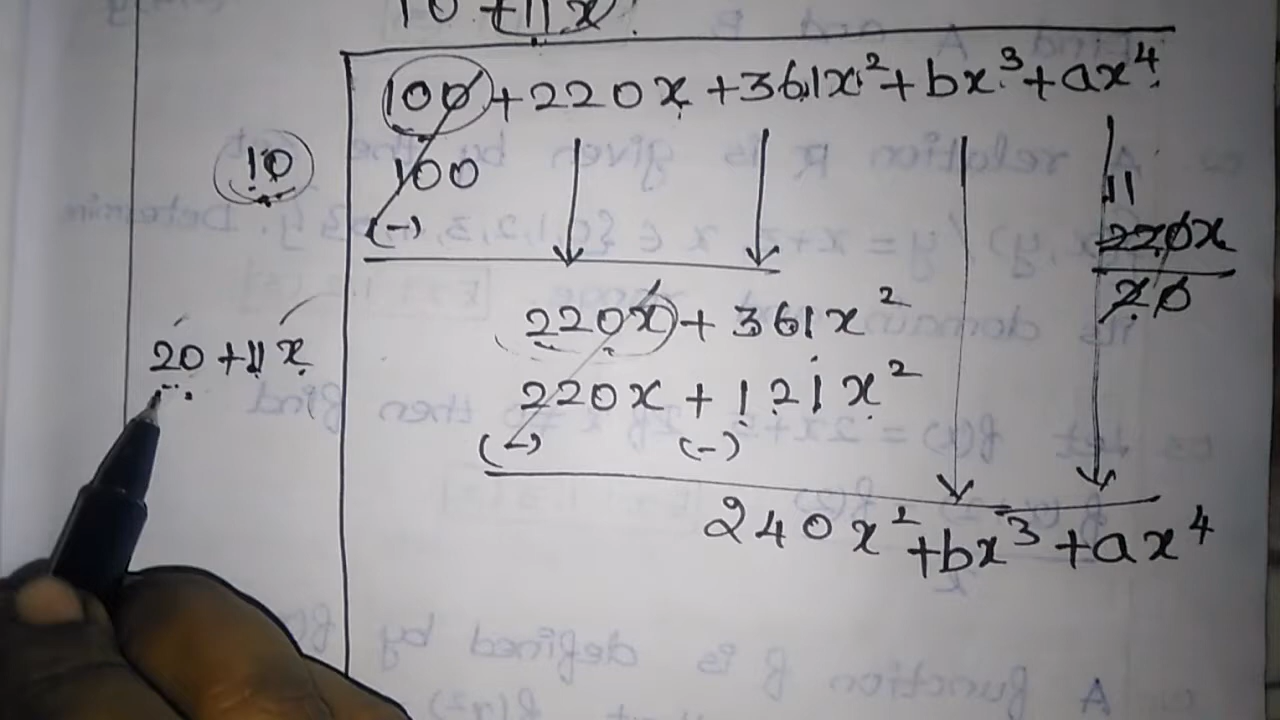 10 + 11x
100 + 220x + 361x² + bx³ + ax⁴
10
100
(-)
11
220x
20
220x + 361x²
20 + 11x
220x + 121x²
(-) (-)
240x² + bx³ + ax⁴